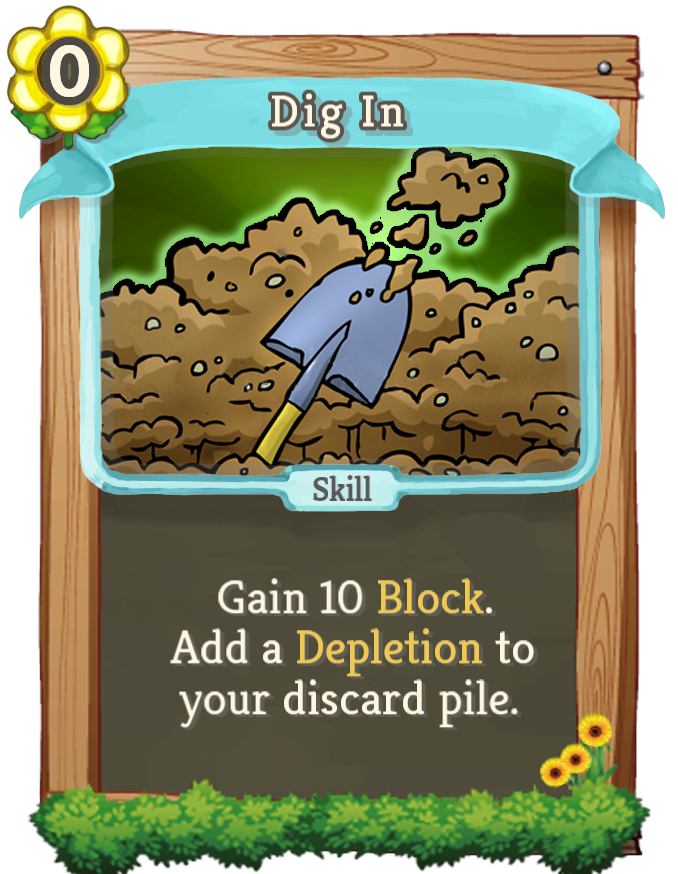 0
Dig In
Skill
Gain 10 Block.
Add a Depletion to
your discard pile.